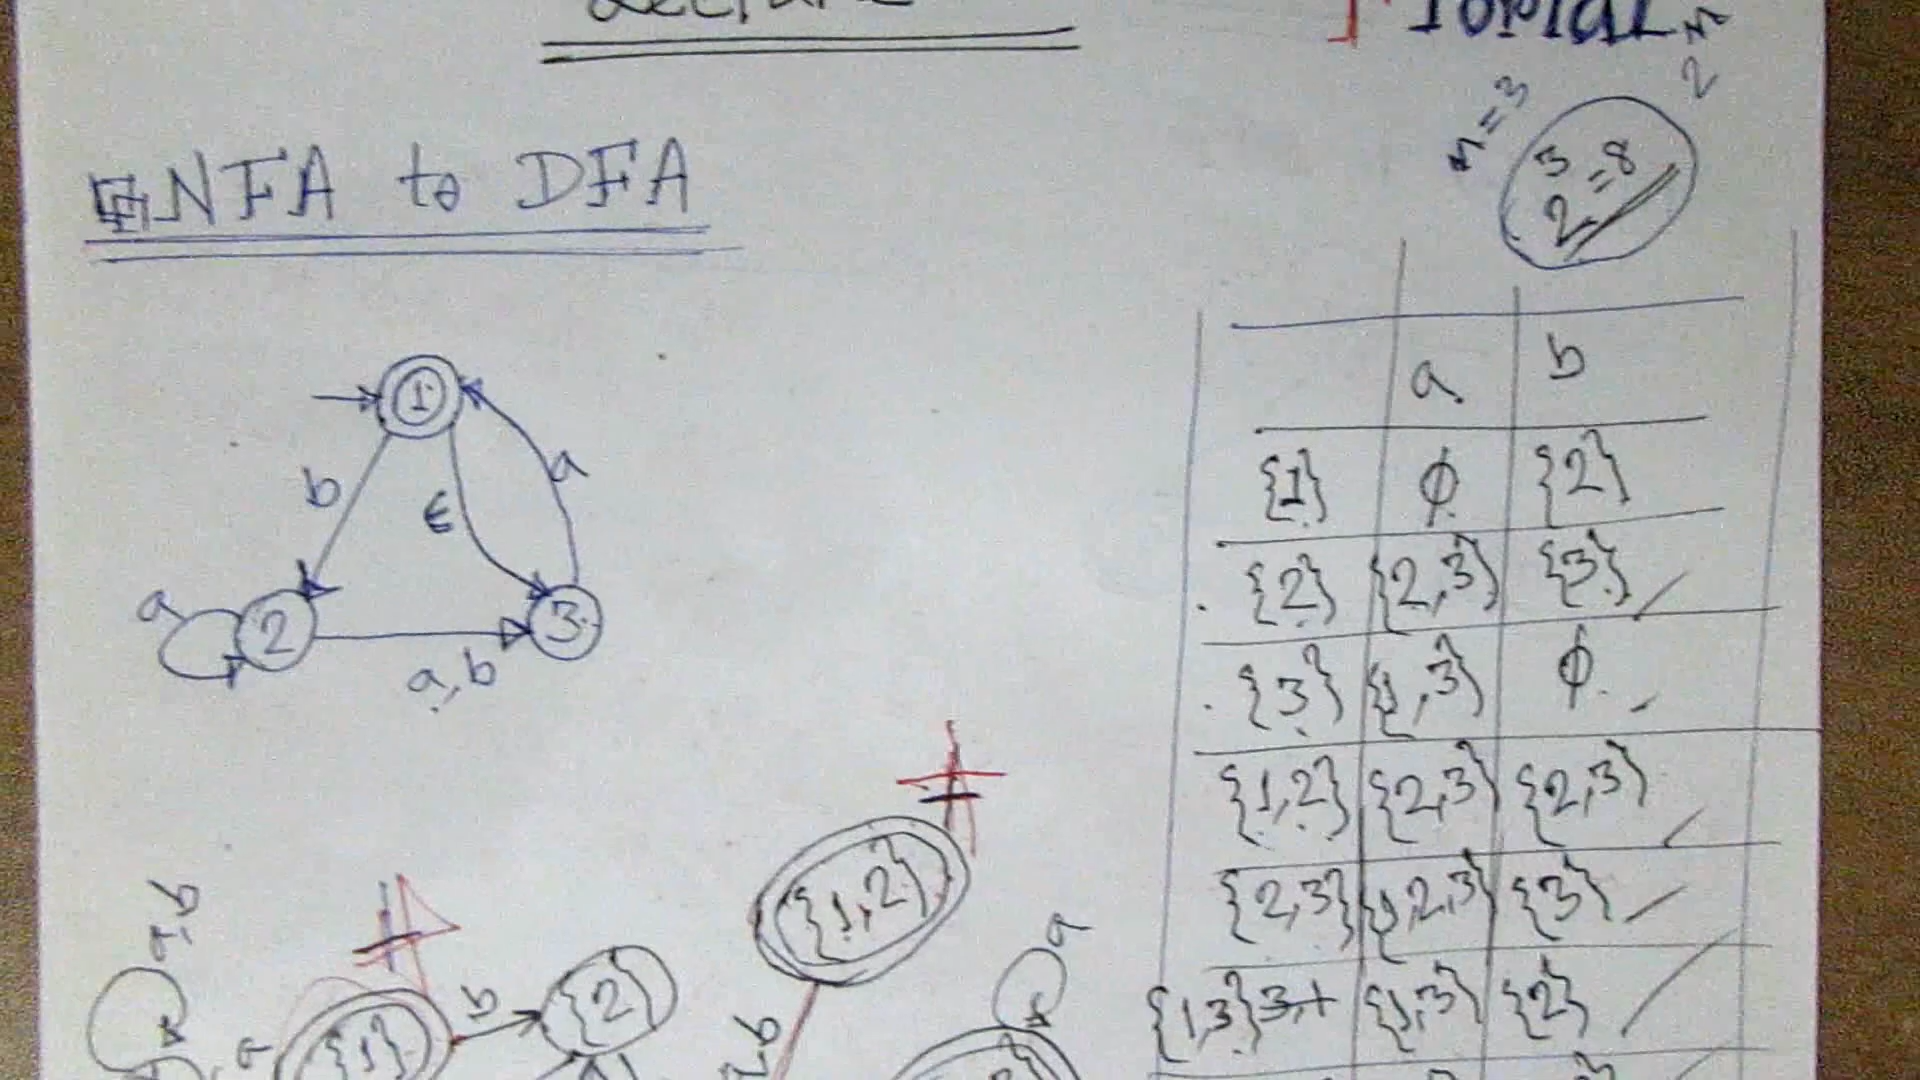 NFA to DFA
n=3
2^3=8
2^n
1
b
ϵ
a
a
2
3
a,b
a b
{1} ϕ {2}
{2} {2,3} {3}
{3} {1,3} ϕ
{1,2} {2,3} {2,3}
{2,3} {1,2,3} {3}
{1,3} {1,3} {2}
{1,2}
a,b
b
{2}
{1}
a
a